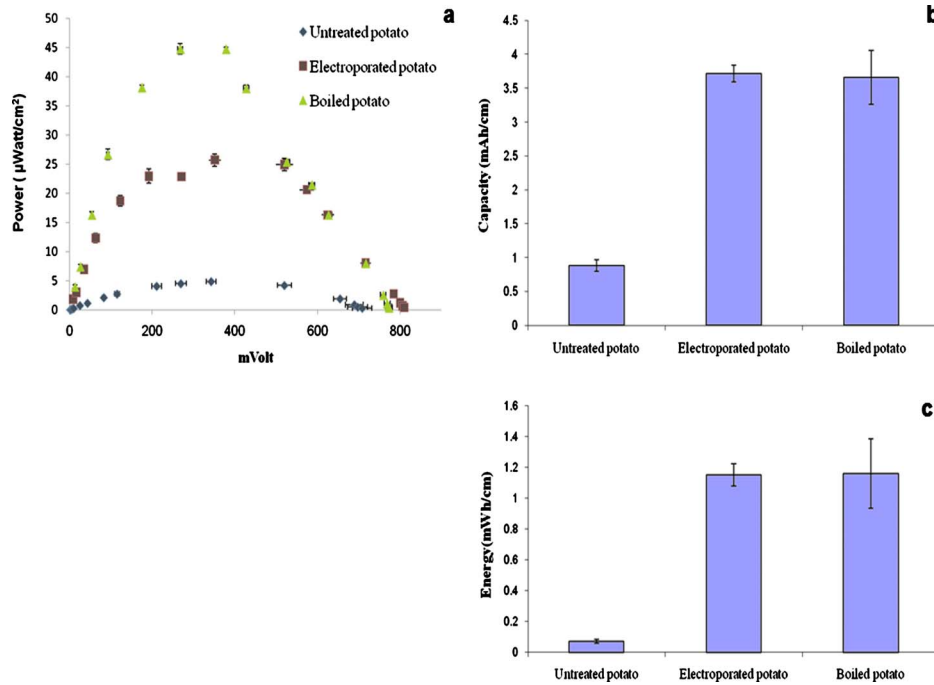 a
50
45
40
35
30
25
20
15
10
5
0
Power ( µWatt/cm²)
Untreated potato
Electroporated potato
Boiled potato
0 200 400 600 800
mVolt
b
4.5
4
3.5
3
2.5
2
1.5
1
0.5
0
Capacity (mAh/cm)
Untreated potato Electroporated potato Boiled potato
c
1.6
1.4
1.2
1
0.8
0.6
0.4
0.2
0
Energy(mWh/cm)
Untreated potato Electroporated potato Boiled potato